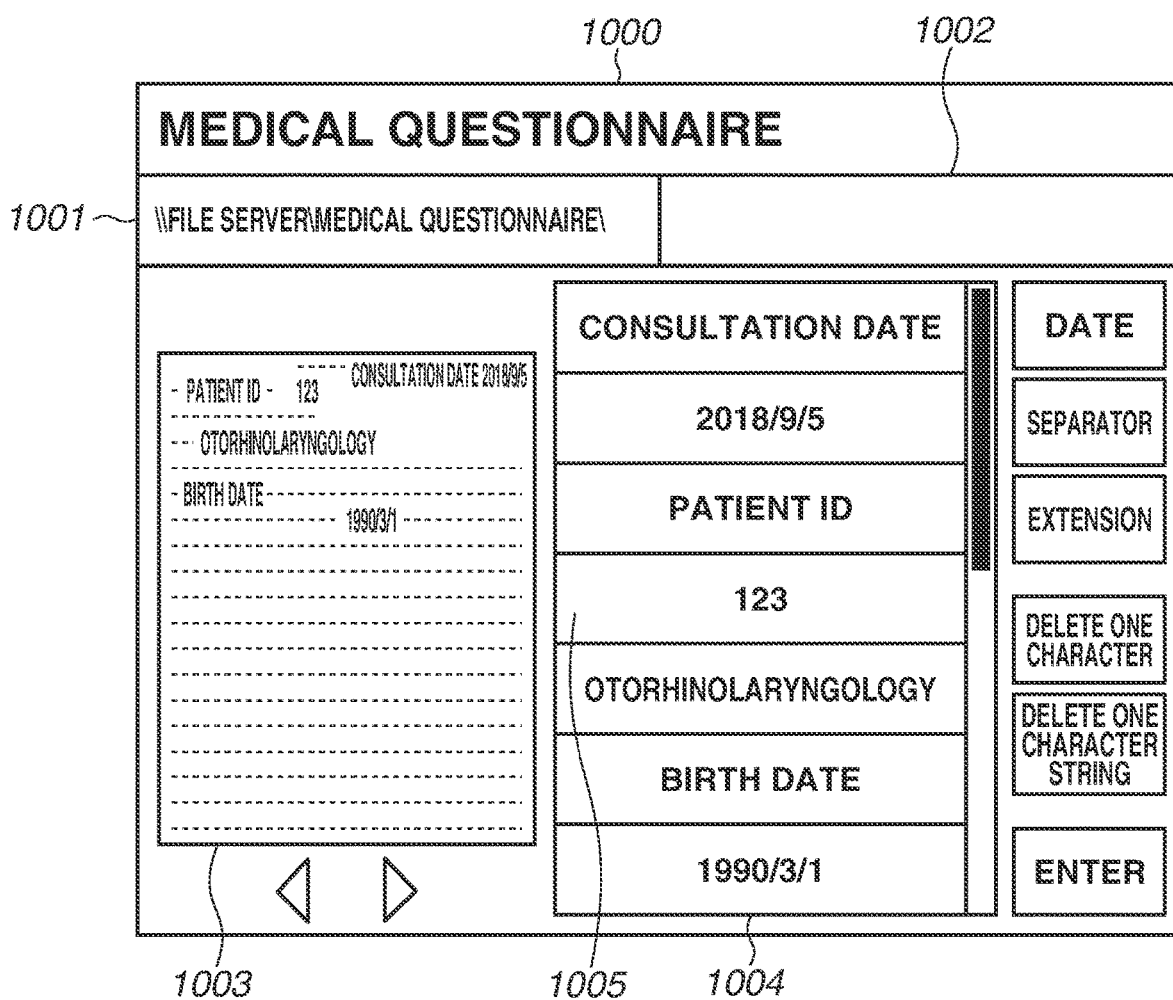 1000
1002
MEDICAL QUESTIONNAIRE
1001
\\FILE SERVER\MEDICAL QUESTIONNAIRE\
CONSULTATION DATE 2018/9/5
PATIENT ID 123
OTORHINOLARYNGOLOGY
BIRTH DATE
1990/3/1
CONSULTATION DATE
2018/9/5
PATIENT ID
123
OTORHINOLARYNGOLOGY
BIRTH DATE
1990/3/1
DATE
SEPARATOR
EXTENSION
DELETE ONE
CHARACTER
DELETE ONE
CHARACTER
STRING
ENTER
1003
1005
1004